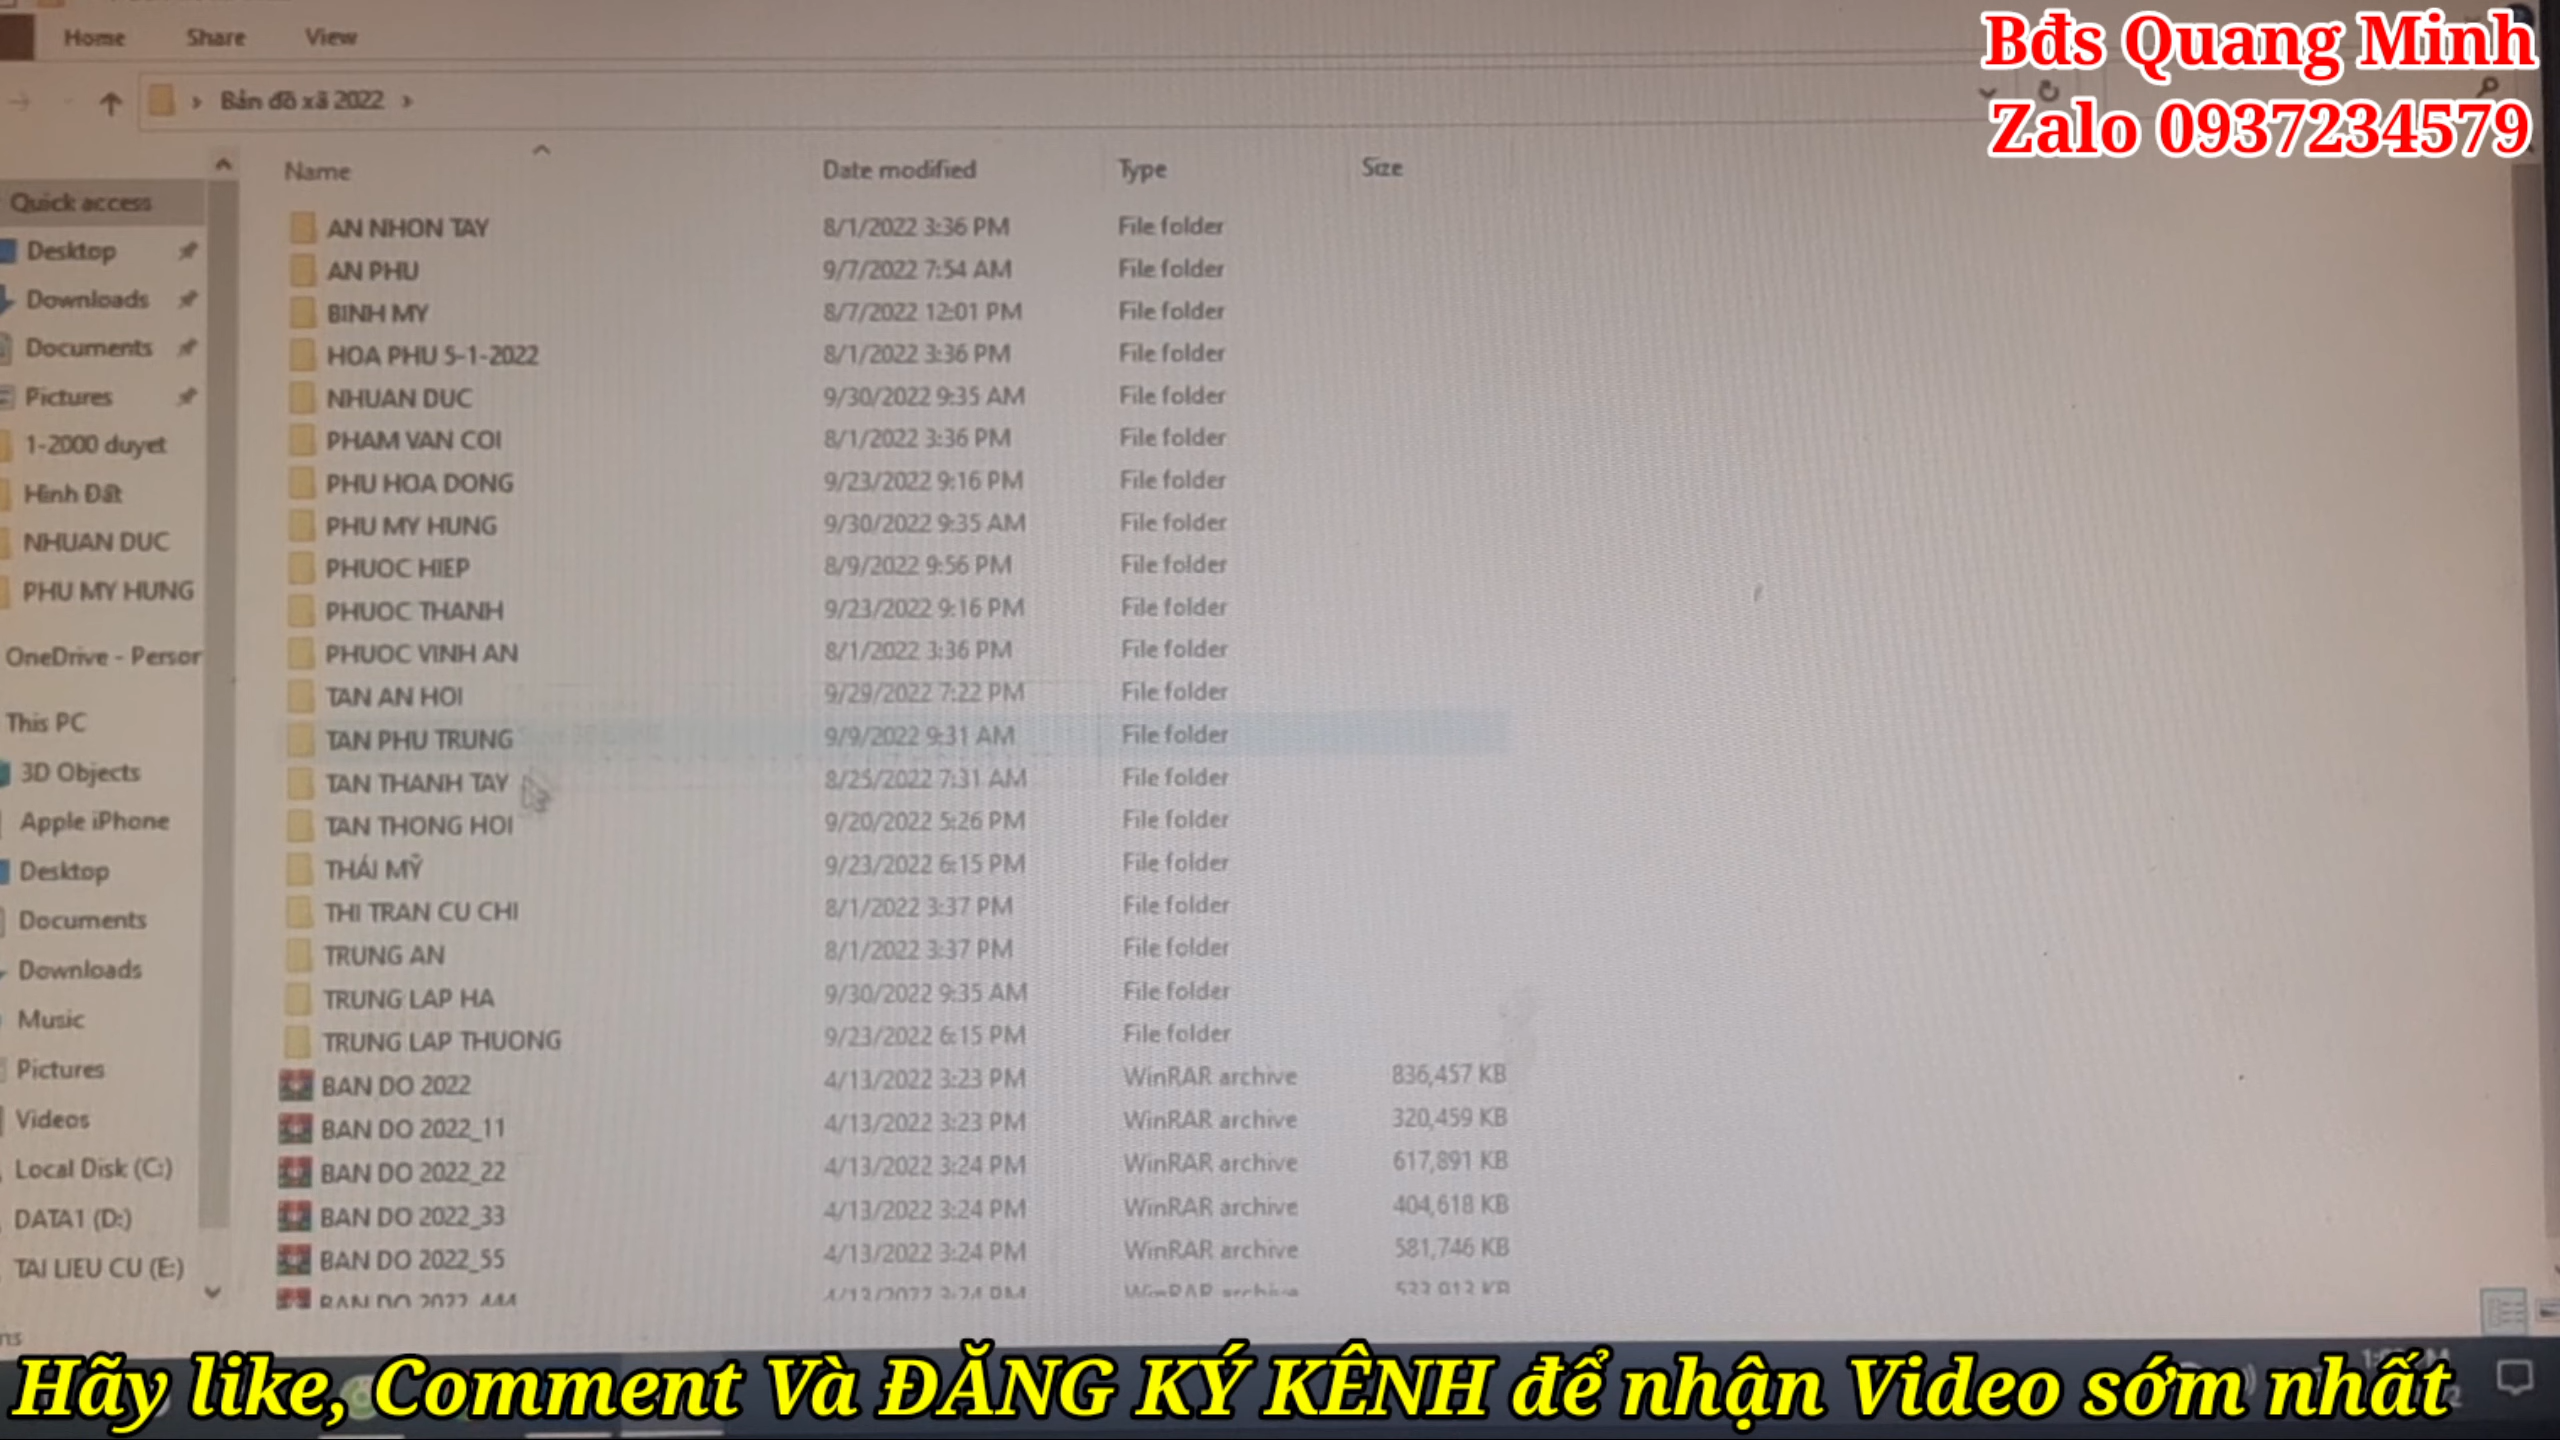 Home Share View
Bđs Quang Minh
Zalo 0937234579
Bản đồ xã 2022
Name Date modified Type Size
Quick access
Desktop
Downloads
Documents
Pictures
1-2000 duyet
Hình Đất
NHUAN DUC
PHU MY HUNG
OneDrive - Person
This PC
3D Objects
Apple iPhone
Desktop
Documents
Downloads
Music
Pictures
Videos
Local Disk (C:)
DATA1 (D:)
TAI LIEU CU (E:)
AN NHON TAY 8/1/2022 3:36 PM File folder
AN PHU 9/7/2022 7:54 AM File folder
BINH MY 8/7/2022 12:01 PM File folder
HOA PHU 5-1-2022 8/1/2022 3:36 PM File folder
NHUAN DUC 9/30/2022 9:35 AM File folder
PHAM VAN COI 8/1/2022 3:36 PM File folder
PHU HOA DONG 9/23/2022 9:16 PM File folder
PHU MY HUNG 9/30/2022 9:35 AM File folder
PHUOC HIEP 8/9/2022 9:56 PM File folder
PHUOC THANH 9/23/2022 9:16 PM File folder
PHUOC VINH AN 8/1/2022 3:36 PM File folder
TAN AN HOI 9/29/2022 7:22 PM File folder
TAN PHU TRUNG 9/9/2022 9:31 AM File folder
TAN THANH TAY 8/25/2022 7:31 AM File folder
TAN THONG HOI 9/20/2022 5:26 PM File folder
THÁI MỸ 9/23/2022 6:15 PM File folder
THI TRAN CU CHI 8/1/2022 3:37 PM File folder
TRUNG AN 8/1/2022 3:37 PM File folder
TRUNG LAP HA 9/30/2022 9:35 AM File folder
TRUNG LAP THUONG 9/23/2022 6:15 PM File folder
BAN DO 2022 4/13/2022 3:23 PM WinRAR archive 836,457 KB
BAN DO 2022_11 4/13/2022 3:23 PM WinRAR archive 320,459 KB
BAN DO 2022_22 4/13/2022 3:24 PM WinRAR archive 617,891 KB
BAN DO 2022_33 4/13/2022 3:24 PM WinRAR archive 404,618 KB
BAN DO 2022_55 4/13/2022 3:24 PM WinRAR archive 581,746 KB
BAN DO 2022_444 4/13/2022 3:24 PM WinRAR archive
Hãy like, Comment Và ĐĂNG KÝ KÊNH để nhận Video sớm nhất